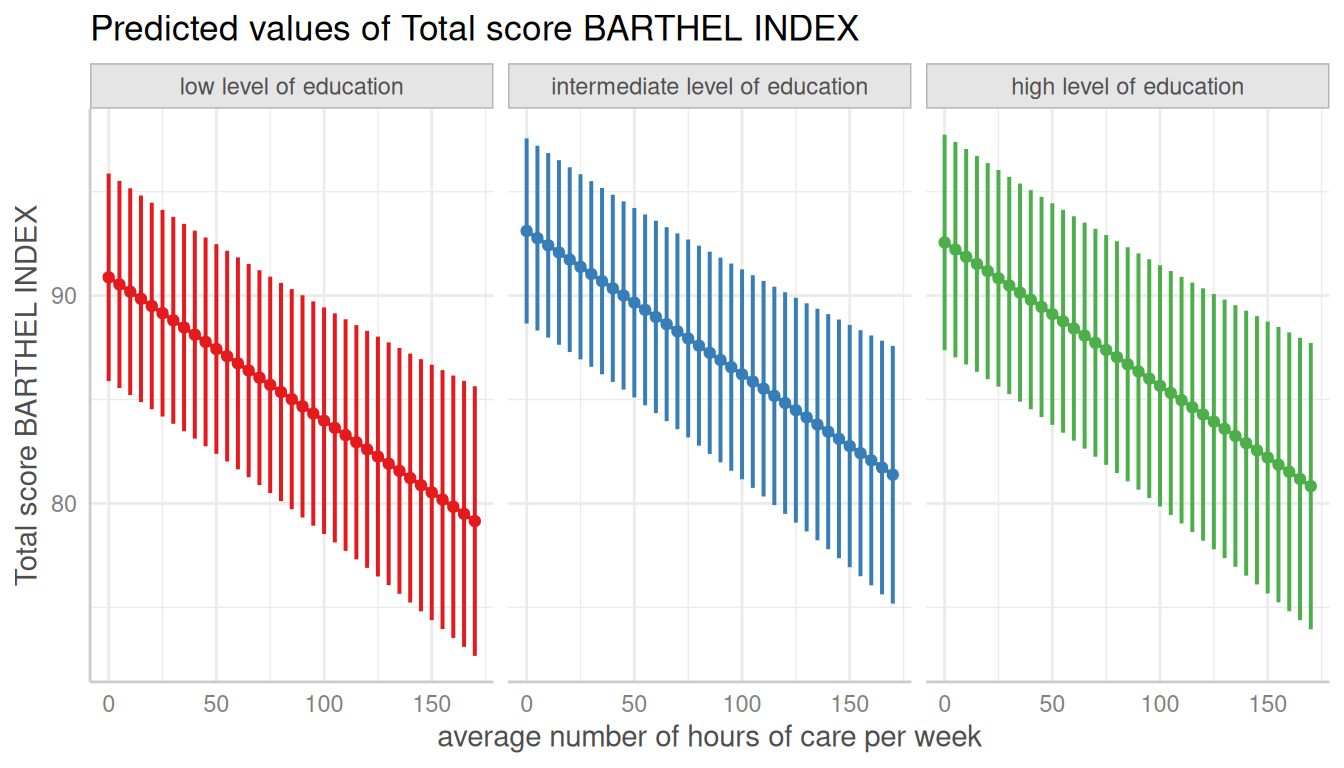 Predicted values of Total score BARTHEL INDEX
low level of education
intermediate level of education
high level of education
Total score BARTHEL INDEX
90
80
0 50 100 150
0 50 100 150
0 50 100 150
average number of hours of care per week